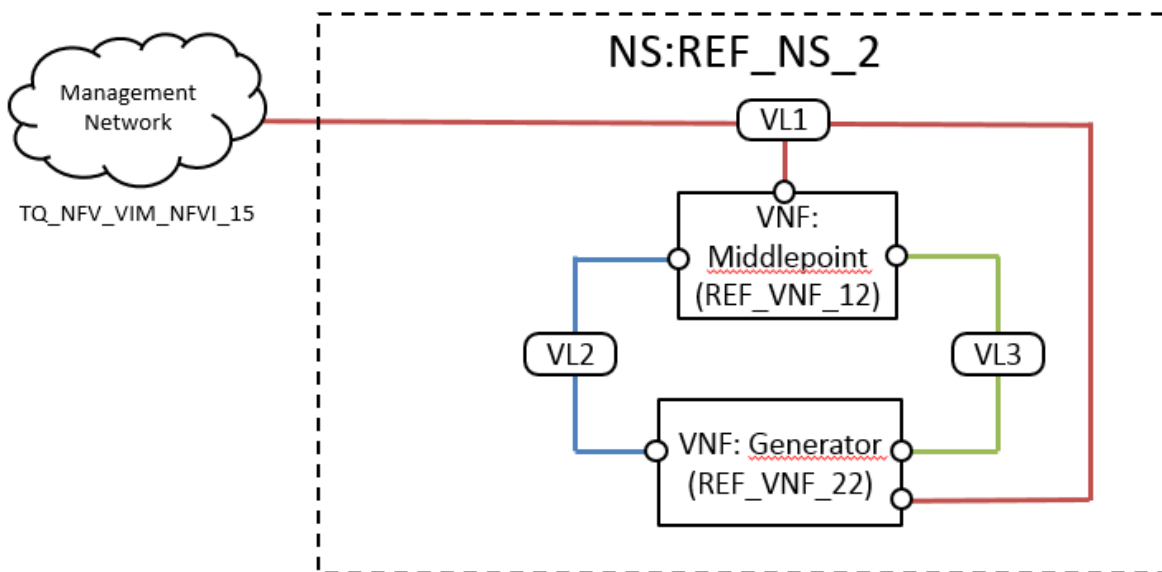 NS:REF_NS_2
Management
Network
TQ_NFV_VIM_NFVI_15
VL1
VNF:
Middlepoint
(REF_VNF_12)
VL2
VL3
VNF: Generator
(REF_VNF_22)